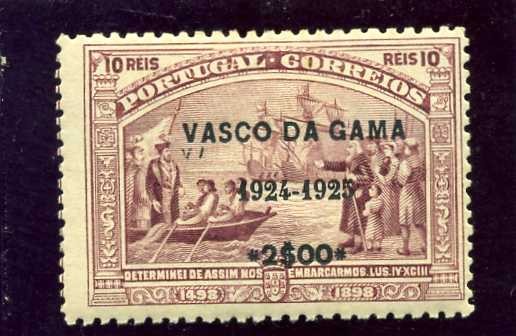 10 REIS REIS 10
PORTUGAL·CORREIOS
VASCO DA GAMA
1924-1925
*2$00*
DETERMINEI DE ASSIM NOS EMBARCARMOS. LUS. IV-XCIII
1498 1898